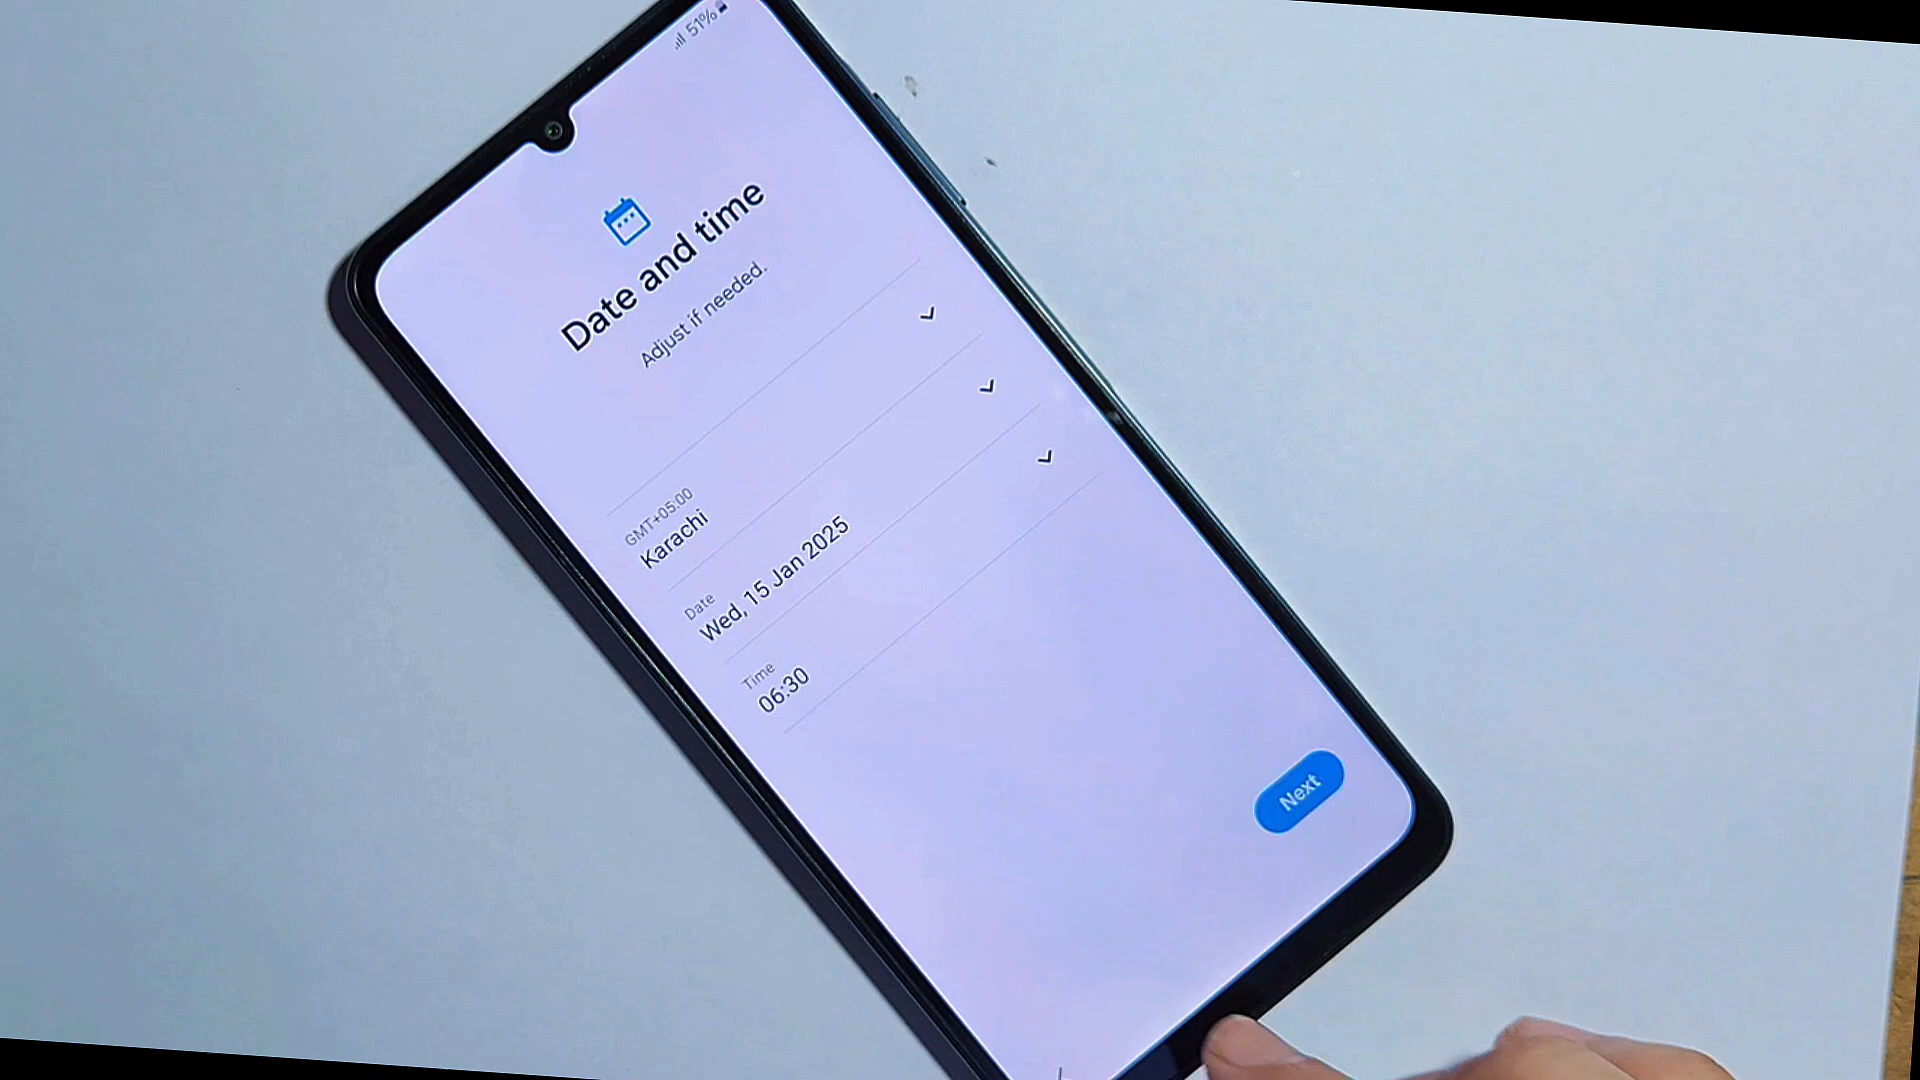 51%
Date and time
Adjust if needed.
GMT+05:00
Karachi
Date
Wed, 15 Jan 2025
Time
06:30
Next